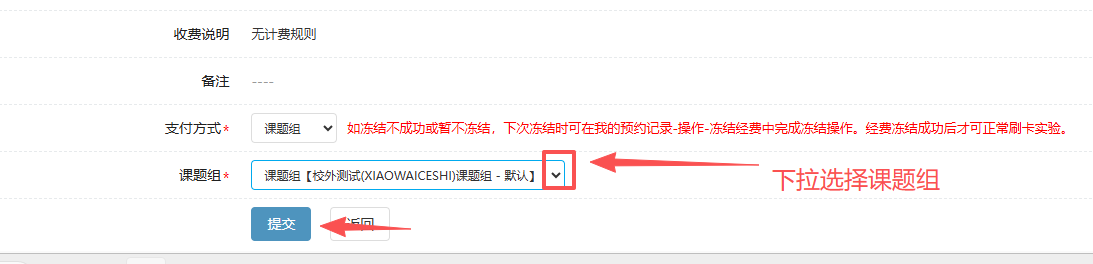 收费说明 无计费规则
备注 ----
支付方式* 课题组 如冻结不成功或暂不冻结，下次冻结时可在我的预约记录-操作-冻结经费中完成冻结操作。经费冻结成功后才可正常刷卡实验。
课题组* 课题组【校外测试(XIAOWAICESHI)课题组 - 默认】
下拉选择课题组
提交 返回